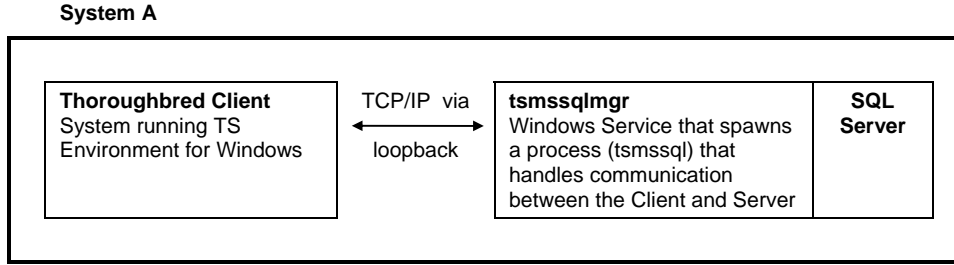 System A
Thoroughbred Client
System running TS
Environment for Windows
TCP/IP via
loopback
tsmssqlmgr
Windows Service that spawns
a process (tsmssql) that
handles communication
between the Client and Server
SQL
Server